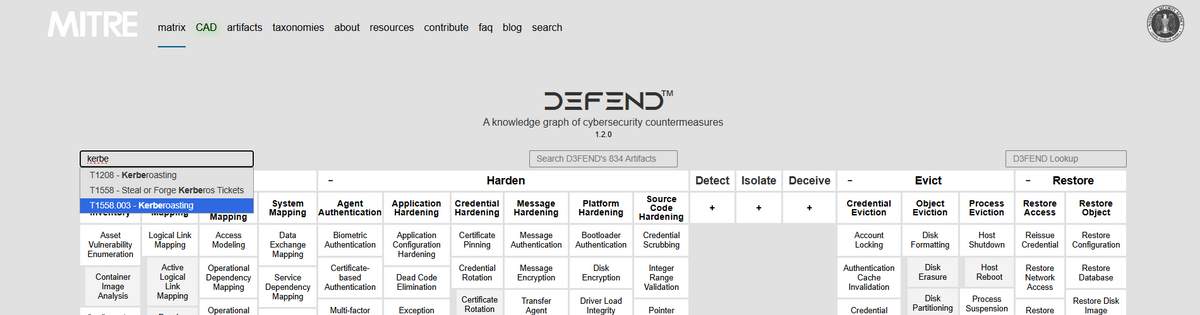 MITRE
matrix CAD artifacts taxonomies about resources contribute faq blog search
DEFEND™
A knowledge graph of cybersecurity countermeasures
1.2.0
kerbe
Search D3FEND's 834 Artifacts
D3FEND Lookup
T1208 - Kerberoasting
T1558 - Steal or Forge Kerberos Tickets
T1558.003 - Kerberoasting
- Harden Detect Isolate Deceive - Evict - Restore
Mapping
System Mapping
Agent Authentication
Application Hardening
Credential Hardening
Message Hardening
Platform Hardening
Source Code Hardening
+ + +
Credential Eviction
Object Eviction
Process Eviction
Restore Access
Restore Object
Asset Vulnerability Enumeration
Logical Link Mapping
Access Modeling
Data Exchange Mapping
Biometric Authentication
Application Configuration Hardening
Certificate Pinning
Message Authentication
Bootloader Authentication
Credential Scrubbing
Account Locking
Disk Formatting
Host Shutdown
Reissue Credential
Restore Configuration
Container Image Analysis
Active Logical Link Mapping
Operational Dependency Mapping
Service Dependency Mapping
Certificate-based Authentication
Dead Code Elimination
Credential Rotation
Message Encryption
Disk Encryption
Integer Range Validation
Authentication Cache Invalidation
Disk Erasure
Host Reboot
Restore Network Access
Restore Database
Operational
Multi-factor
Exception
Certificate Rotation
Transfer Agent
Driver Load Integrity
Pointer
Credential
Disk Partitioning
Process Suspension
Restore
Restore Disk Image